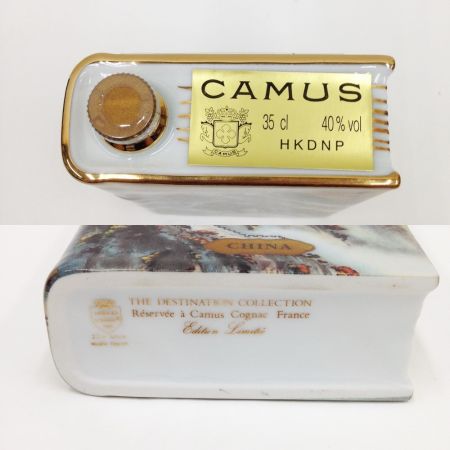 CAMUS
35 cl 40% vol
CAMUS
HKDNP
CHINA
THE DESTINATION COLLECTION
Réservée à Camus Cognac France
Edition Limitée